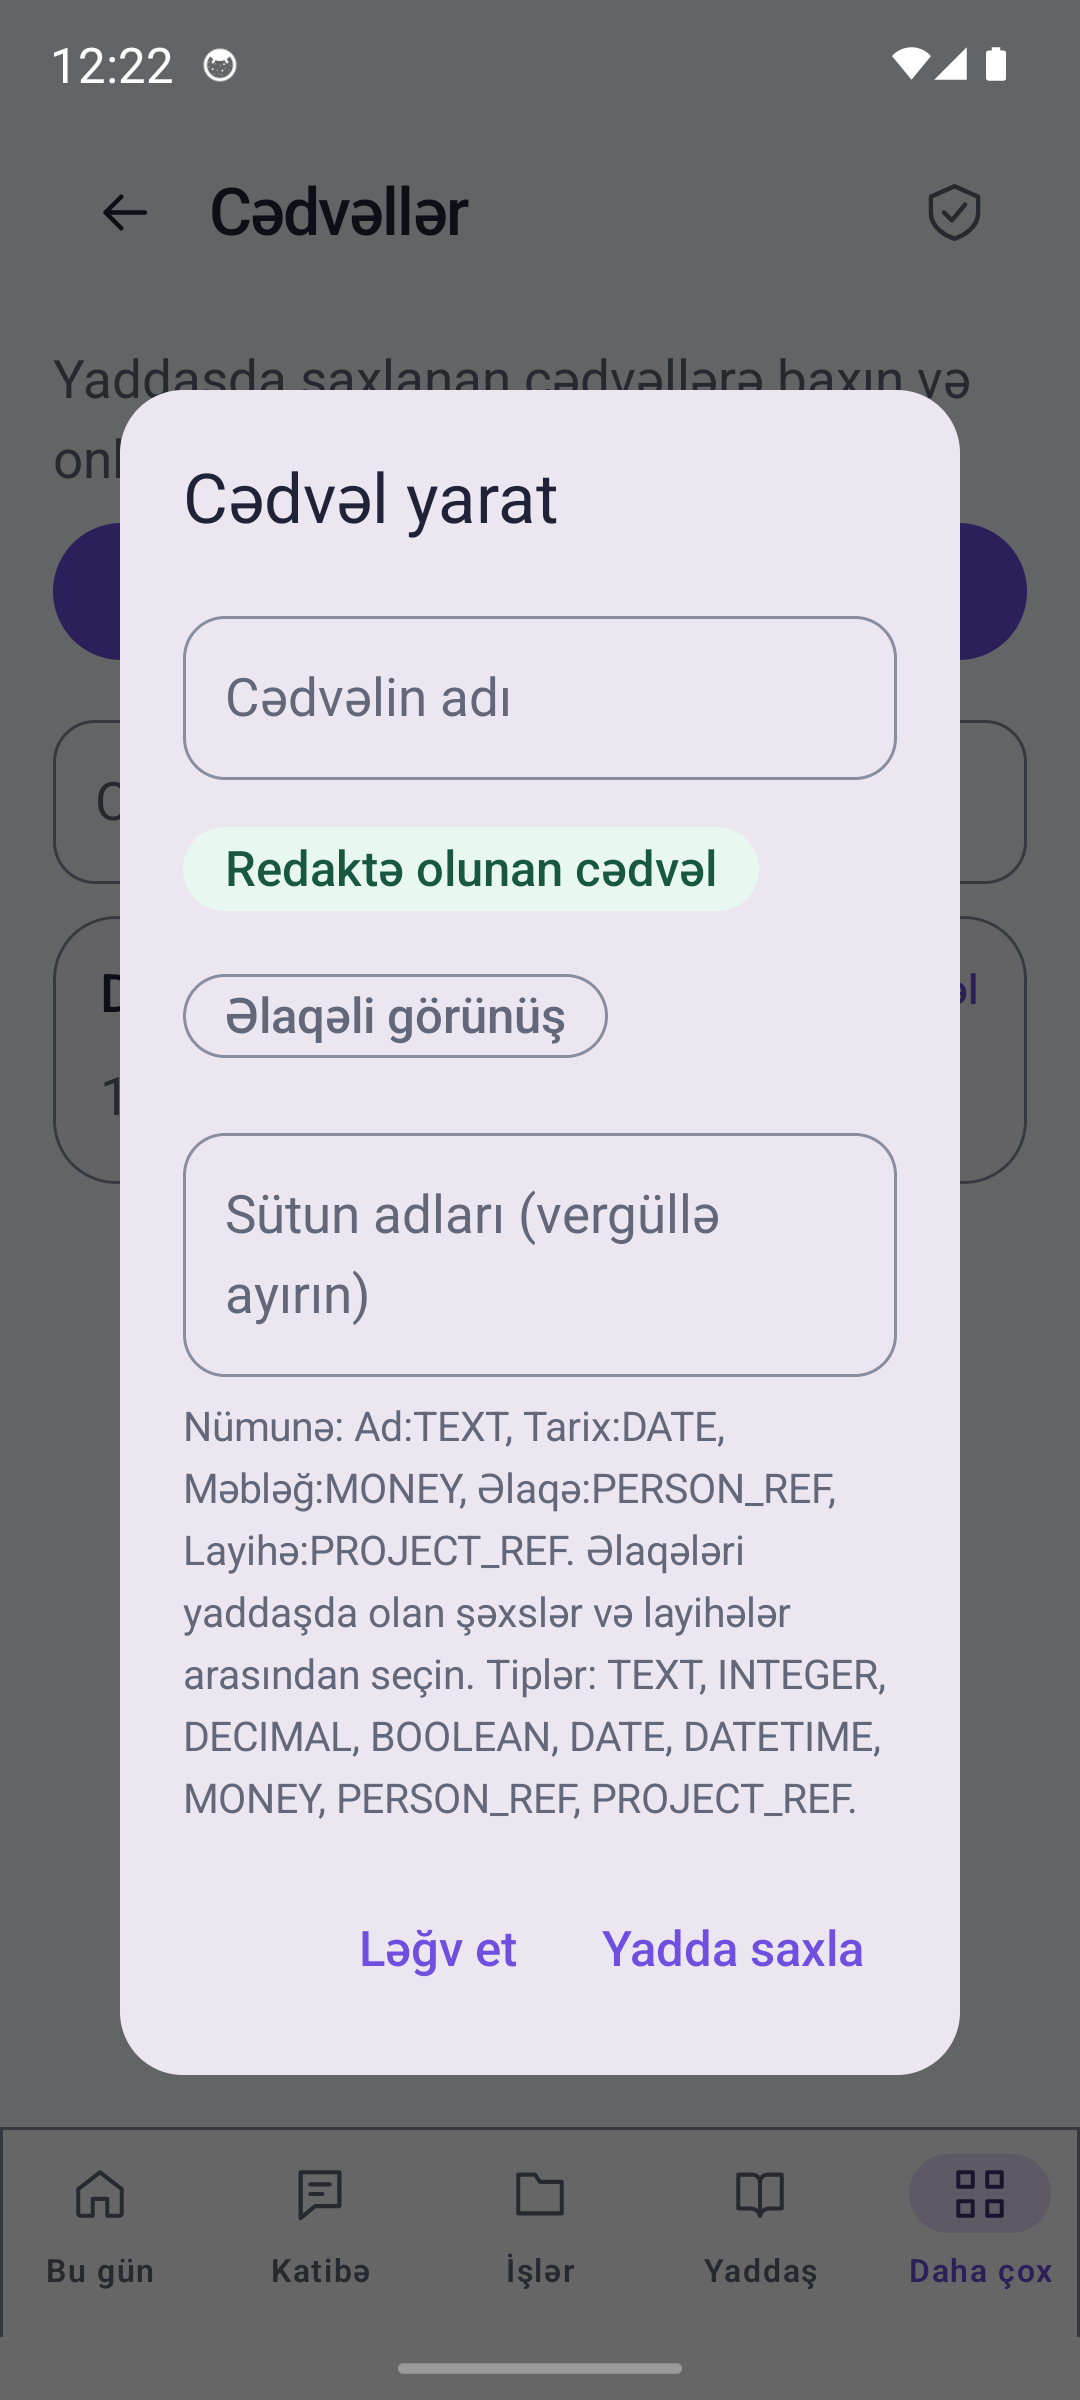 12:22
Cədvəllər
Yaddaşda saxlanan cədvəllərə baxın və
Cədvəl yarat
Cədvəlin adı
Redaktə olunan cədvəl
Əlaqəli görünüş
Sütun adları (vergüllə
ayırın)
Nümunə: Ad:TEXT, Tarix:DATE,
Məbləğ:MONEY, Əlaqə:PERSON_REF,
Layihə:PROJECT_REF. Əlaqələri
yaddaşda olan şəxslər və layihələr
arasından seçin. Tiplər: TEXT, INTEGER,
DECIMAL, BOOLEAN, DATE, DATETIME,
MONEY, PERSON_REF, PROJECT_REF.
Ləğv et
Yadda saxla
Bu gün
Katibə
İşlər
Yaddaş
Daha çox